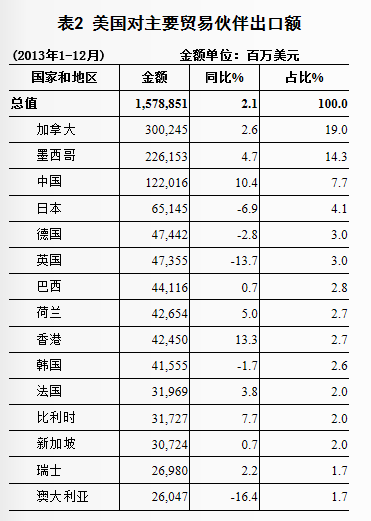 表2 美国对主要贸易伙伴出口额
(2013年1-12月) 金额单位：百万美元
国家和地区 金额 同比% 占比%
总值 1,578,851 2.1 100.0
加拿大 300,245 2.6 19.0
墨西哥 226,153 4.7 14.3
中国 122,016 10.4 7.7
日本 65,145 -6.9 4.1
德国 47,442 -2.8 3.0
英国 47,355 -13.7 3.0
巴西 44,116 0.7 2.8
荷兰 42,654 5.0 2.7
香港 42,450 13.3 2.7
韩国 41,555 -1.7 2.6
法国 31,969 3.8 2.0
比利时 31,727 7.7 2.0
新加坡 30,724 0.7 2.0
瑞士 26,980 2.2 1.7
澳大利亚 26,047 -16.4 1.7